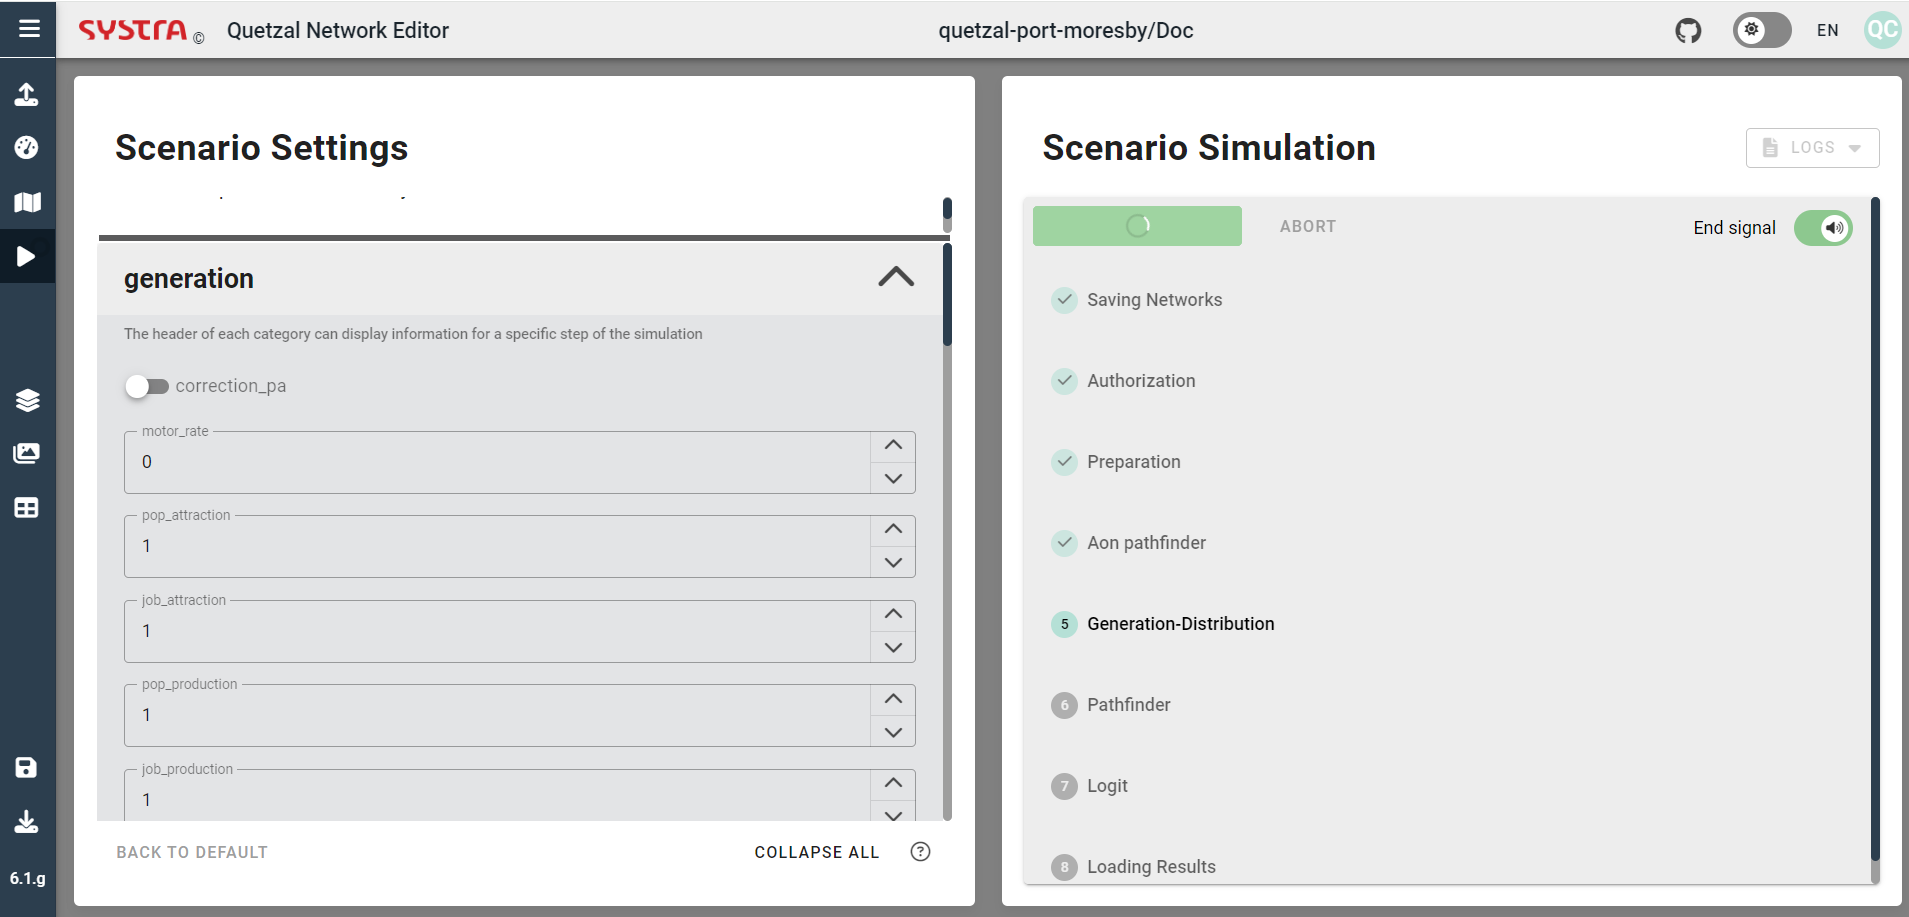 SYSTRA ©
Quetzal Network Editor
quetzal-port-moresby/Doc
EN
QC
Scenario Settings
generation
The header of each category can display information for a specific step of the simulation
correction_pa
motor_rate
0
pop_attraction
1
job_attraction
1
pop_production
1
job_production
1
BACK TO DEFAULT
COLLAPSE ALL
?
6.1.g
Scenario Simulation
LOGS
ABORT
End signal
Saving Networks
Authorization
Preparation
Aon pathfinder
5 Generation-Distribution
6 Pathfinder
7 Logit
8 Loading Results